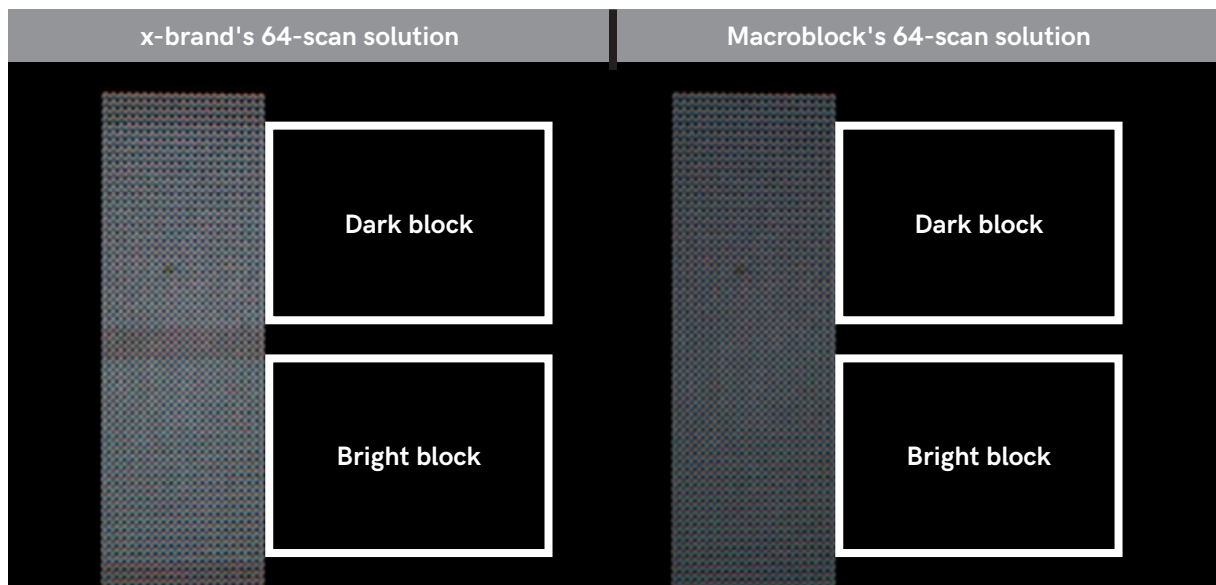 x-brand's 64-scan solution
Macroblock's 64-scan solution
Dark block
Dark block
Bright block
Bright block